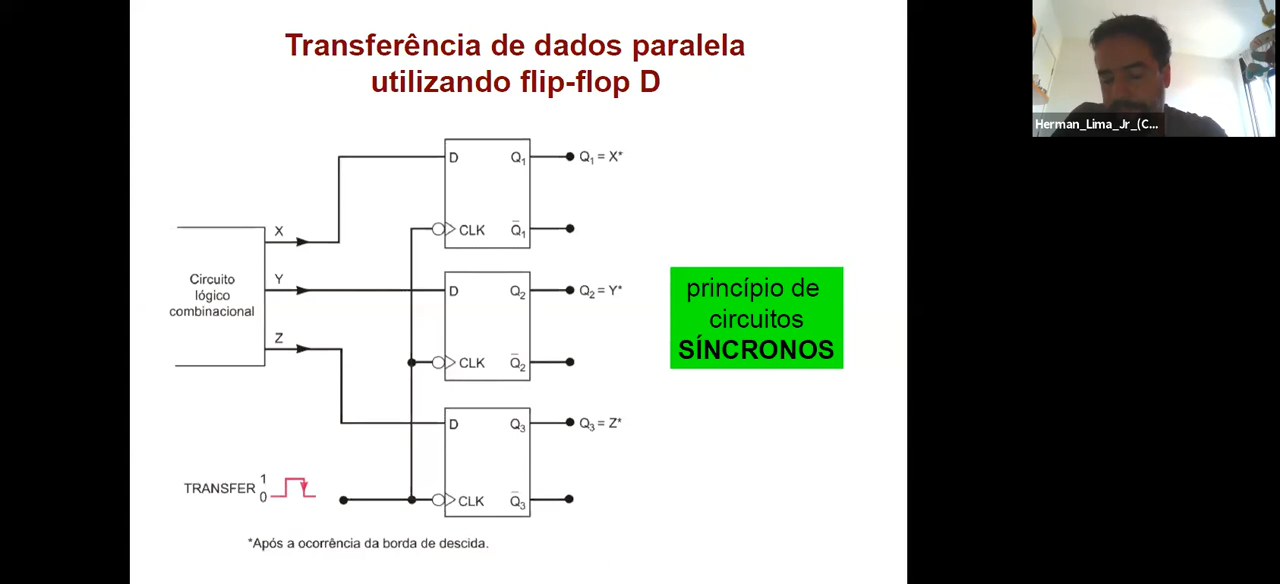 Transferência de dados paralela
utilizando flip-flop D
Herman_Lima_Jr_(C...
D
Q₁
Q₁ = X*
CLK
Q̅₁
X
Circuito
lógico
combinacional
Y
D
Q₂
Q₂ = Y*
CLK
Q̅₂
Z
D
Q₃
Q₃ = Z*
CLK
Q̅₃
princípio de
circuitos
SÍNCRONOS
TRANSFER
1
0
*Após a ocorrência da borda de descida.